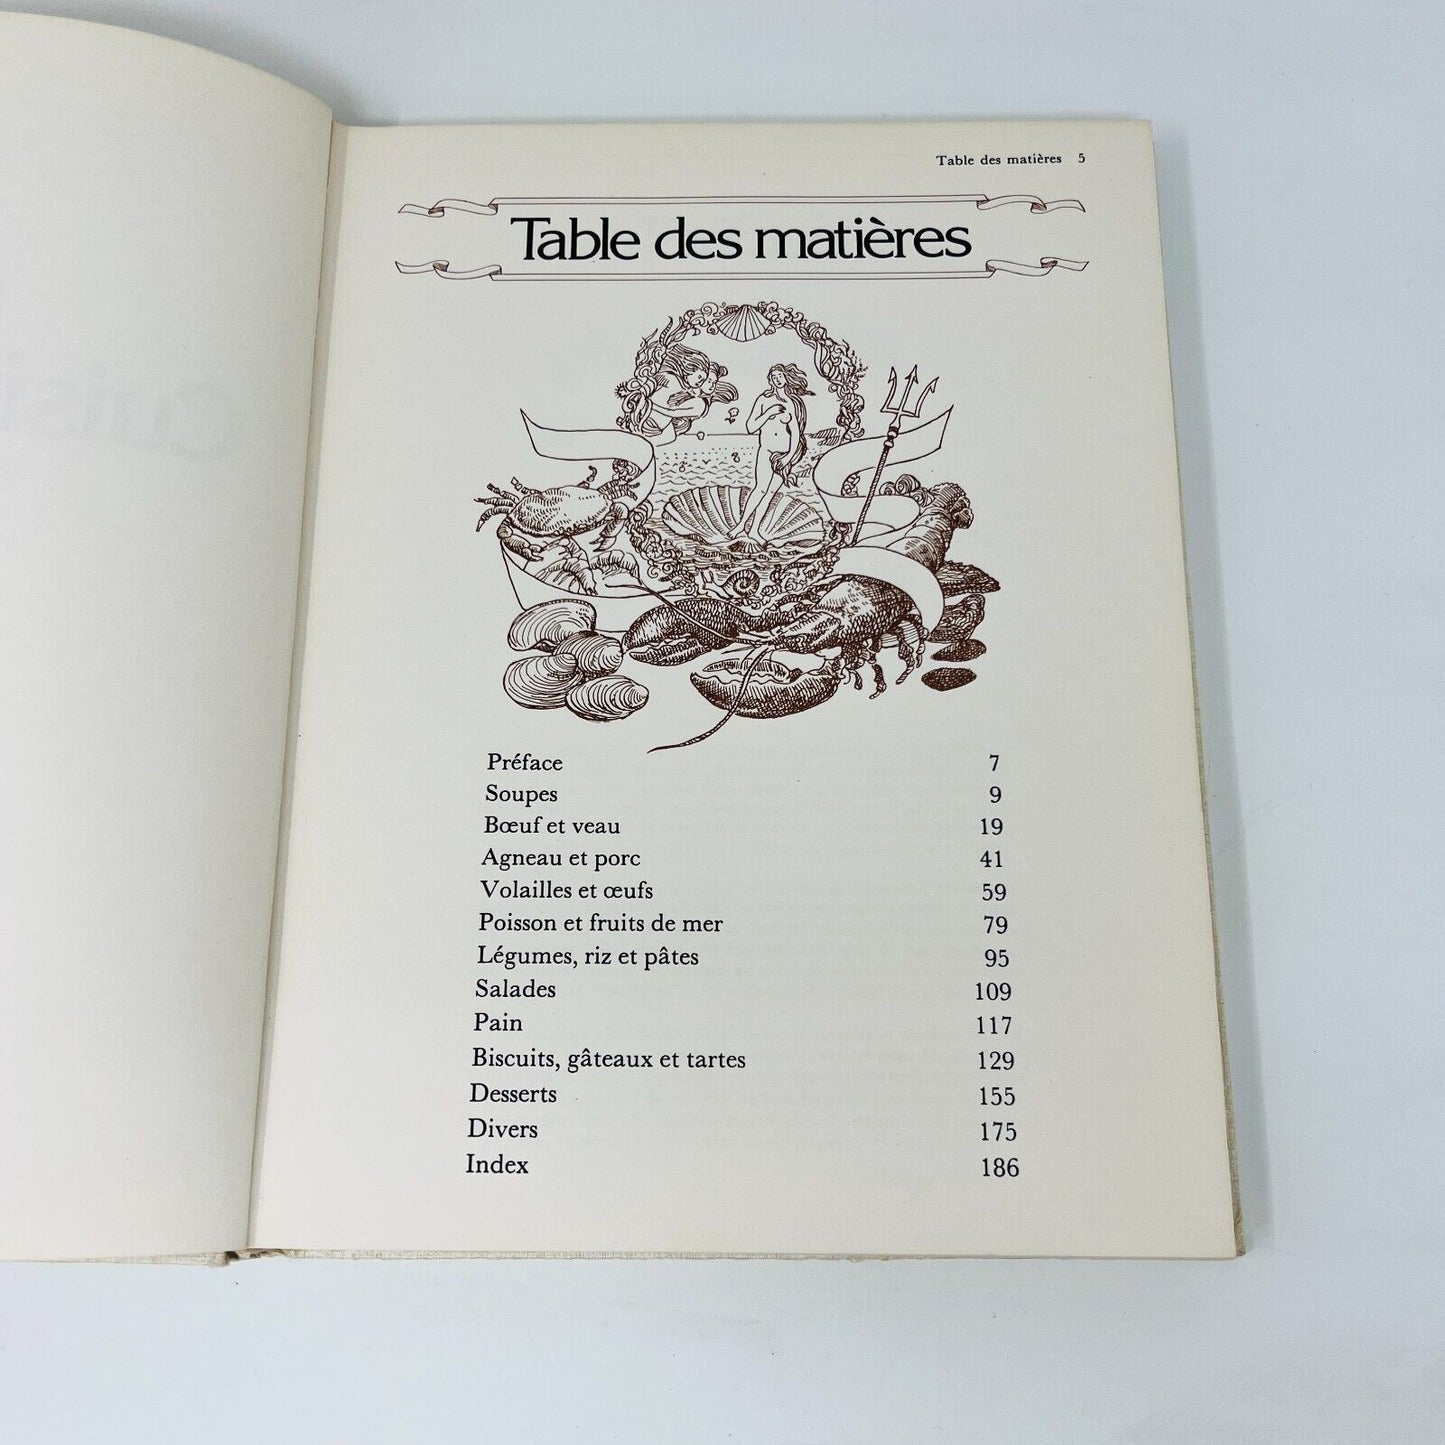 Table des matières 5
Table des matières
Préface 7
Soupes 9
Bœuf et veau 19
Agneau et porc 41
Volailles et œufs 59
Poisson et fruits de mer 79
Légumes, riz et pâtes 95
Salades 109
Pain 117
Biscuits, gâteaux et tartes 129
Desserts 155
Divers 175
Index 186